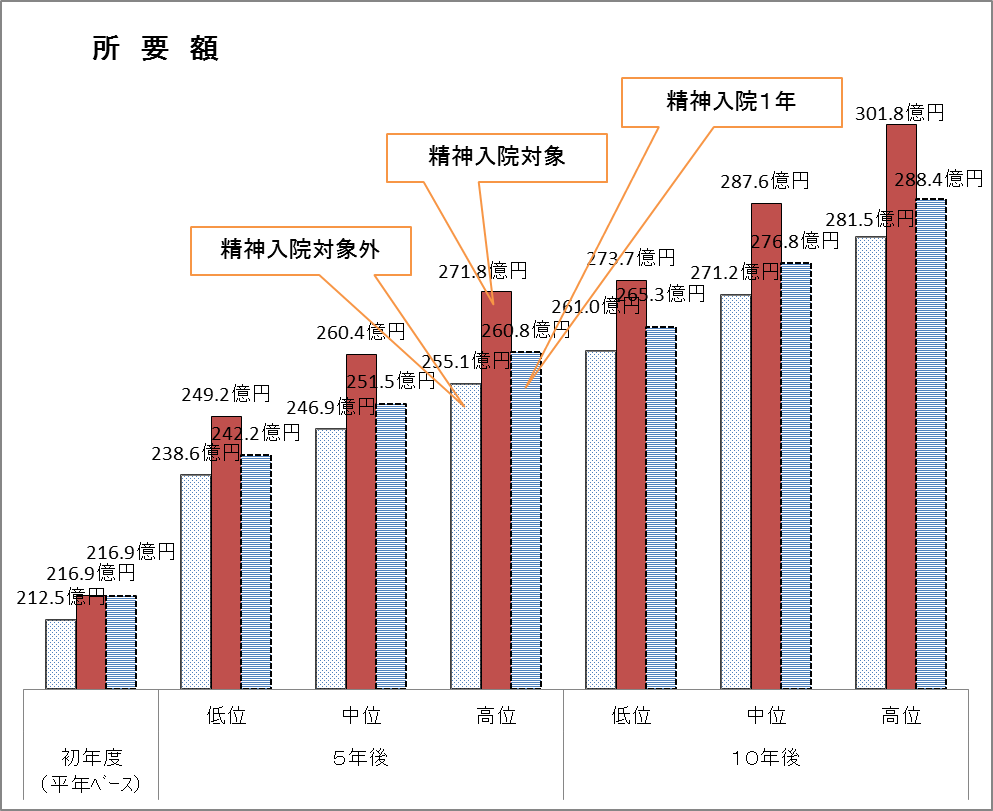 所 要 額
精神入院１年
精神入院対象
精神入院対象外
212.5億円
216.9億円
216.9億円
238.6億円
249.2億円
242.2億円
246.9億円
260.4億円
251.5億円
255.1億円
271.8億円
260.8億円
261.0億円
273.7億円
265.3億円
271.2億円
287.6億円
276.8億円
281.5億円
301.8億円
288.4億円
低位
中位
高位
低位
中位
高位
初年度
(平年ﾍﾞｰｽ)
５年後
１０年後